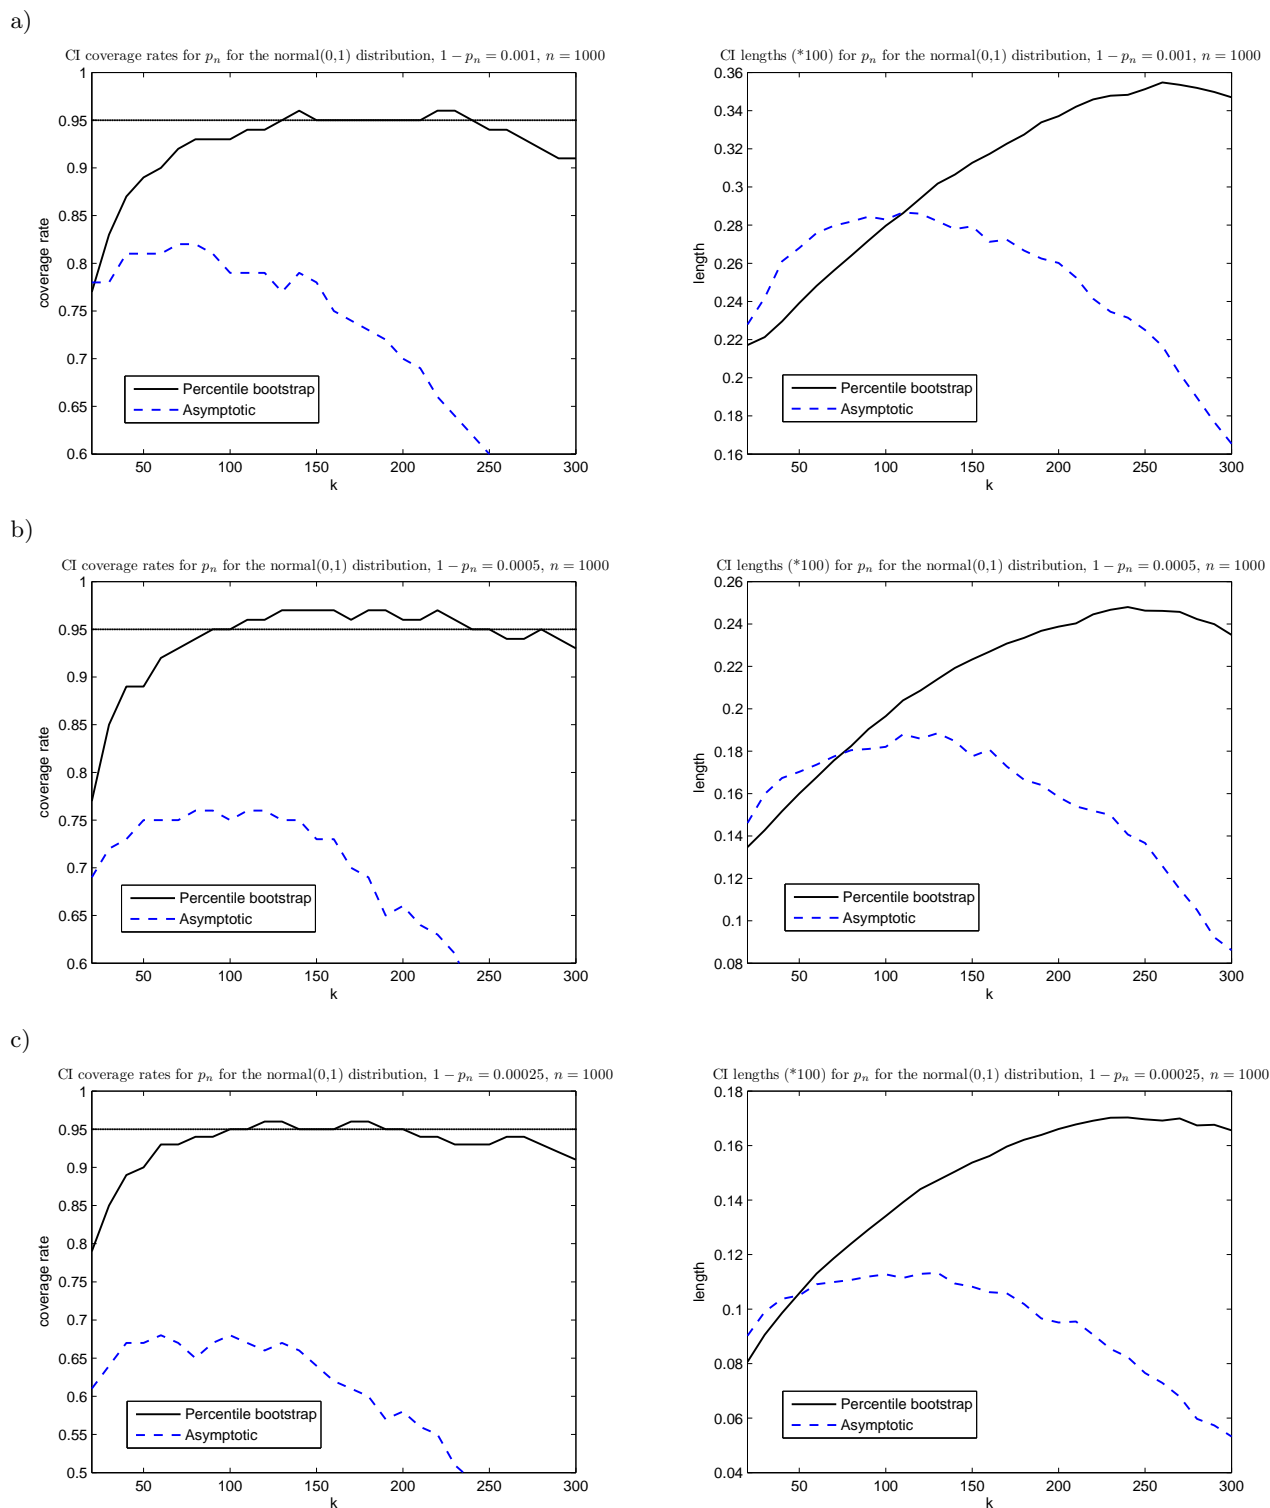 a)
CI coverage rates for pₙ for the normal(0,1) distribution, 1 − pₙ = 0.001, n = 1000
1
0.95
0.9
0.85
0.8
0.75
0.7
0.65
0.6
coverage rate
50 100 150 200 250 300
k
Percentile bootstrap
Asymptotic
CI lengths (*100) for pₙ for the normal(0,1) distribution, 1 − pₙ = 0.001, n = 1000
0.36
0.34
0.32
0.3
0.28
0.26
0.24
0.22
0.2
0.18
0.16
length
50 100 150 200 250 300
k
Percentile bootstrap
Asymptotic
b)
CI coverage rates for pₙ for the normal(0,1) distribution, 1 − pₙ = 0.0005, n = 1000
1
0.95
0.9
0.85
0.8
0.75
0.7
0.65
0.6
coverage rate
50 100 150 200 250 300
k
Percentile bootstrap
Asymptotic
CI lengths (*100) for pₙ for the normal(0,1) distribution, 1 − pₙ = 0.0005, n = 1000
0.26
0.24
0.22
0.2
0.18
0.16
0.14
0.12
0.1
0.08
length
50 100 150 200 250 300
k
Percentile bootstrap
Asymptotic
c)
CI coverage rates for pₙ for the normal(0,1) distribution, 1 − pₙ = 0.00025, n = 1000
1
0.95
0.9
0.85
0.8
0.75
0.7
0.65
0.6
0.55
0.5
coverage rate
50 100 150 200 250 300
k
Percentile bootstrap
Asymptotic
CI lengths (*100) for pₙ for the normal(0,1) distribution, 1 − pₙ = 0.00025, n = 1000
0.18
0.16
0.14
0.12
0.1
0.08
0.06
0.04
length
50 100 150 200 250 300
k
Percentile bootstrap
Asymptotic